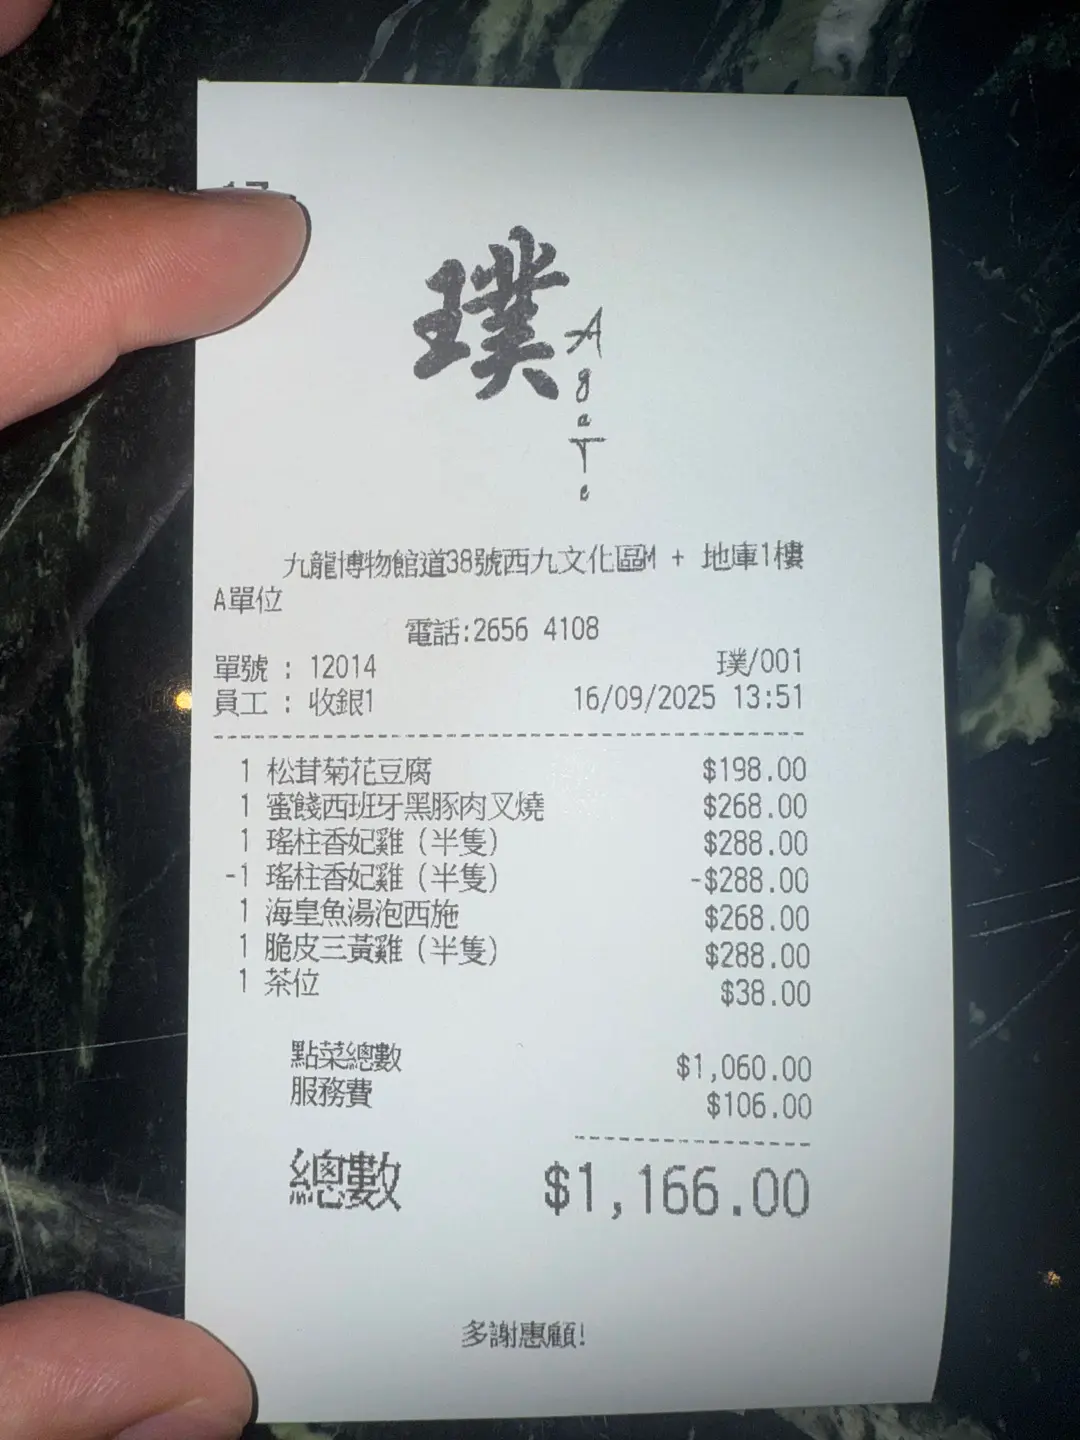 璞
AgaTe
九龍博物館道38號西九文化區M + 地庫1樓
A單位
電話:2656 4108
單號 : 12014 璞/001
員工 : 收銀1 16/09/2025 13:51
1 松茸菊花豆腐 $198.00
1 蜜餞西班牙黑豚肉叉燒 $268.00
1 瑤柱香妃雞 (半隻) $288.00
-1 瑤柱香妃雞 (半隻) -$288.00
1 海皇魚湯泡西施 $268.00
1 脆皮三黃雞 (半隻) $288.00
1 茶位 $38.00
點菜總數 $1,060.00
服務費 $106.00
總數 $1,166.00
多謝惠顧!